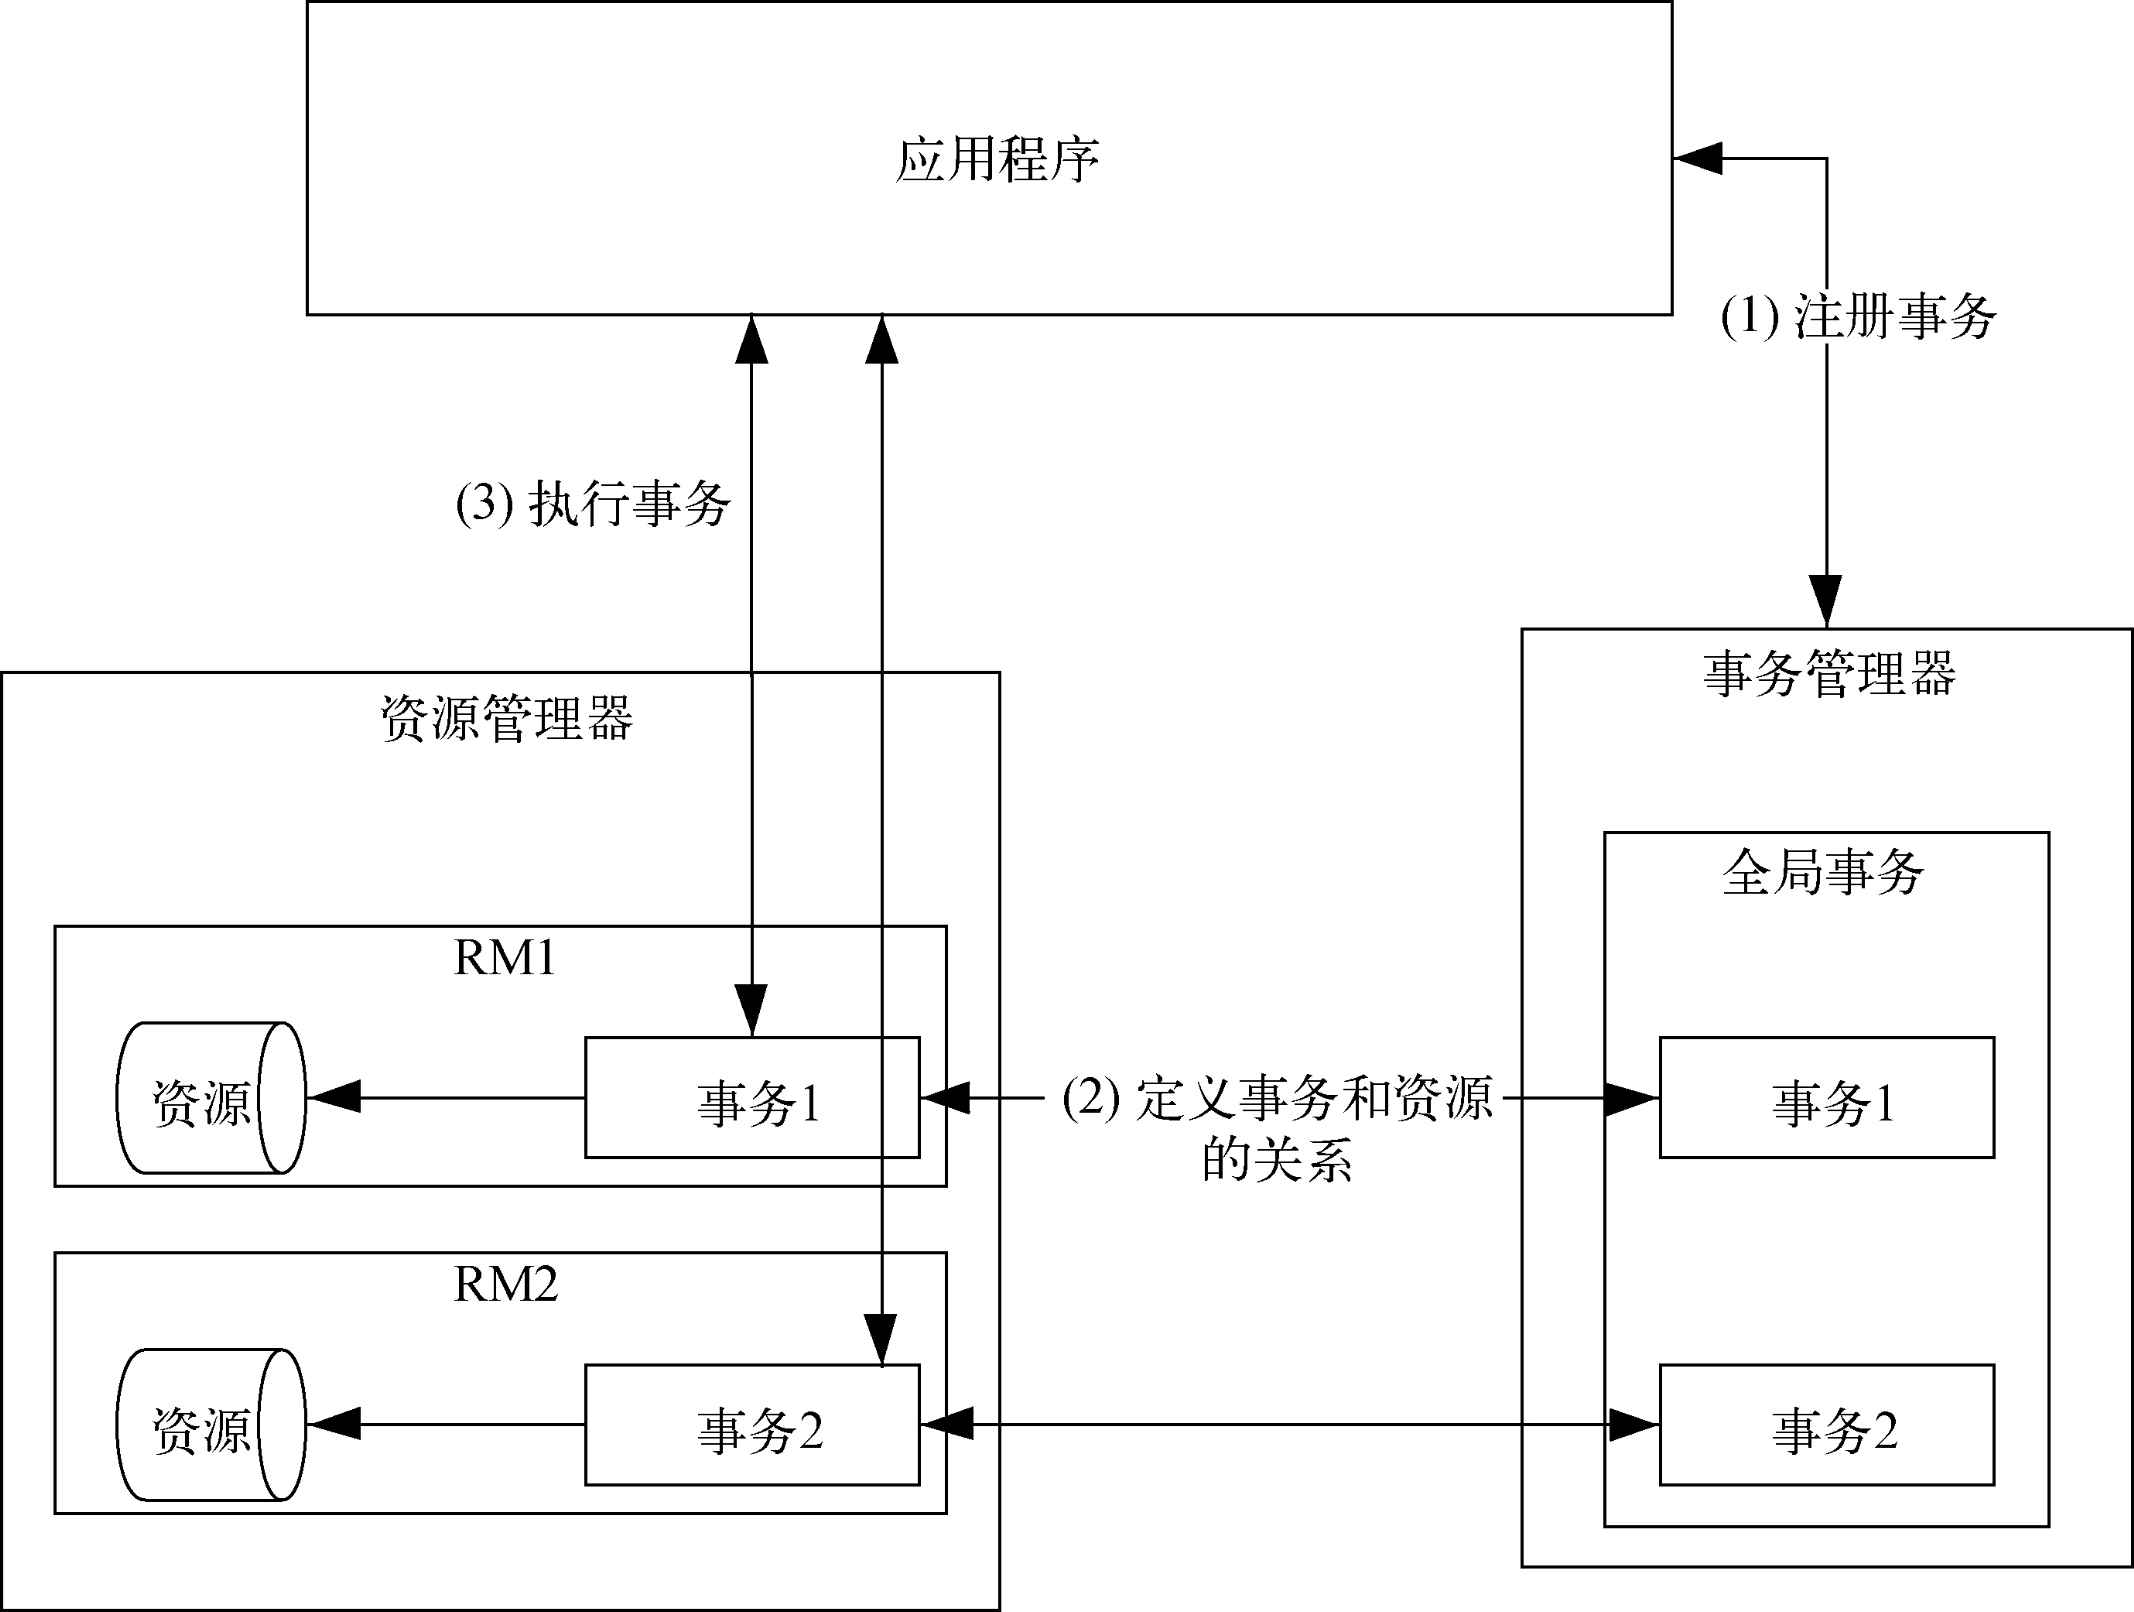 应用程序
(1) 注册事务
(3) 执行事务
事务管理器
资源管理器
全局事务
RM1
资源
事务1
(2) 定义事务和资源
的关系
事务1
RM2
资源
事务2
事务2